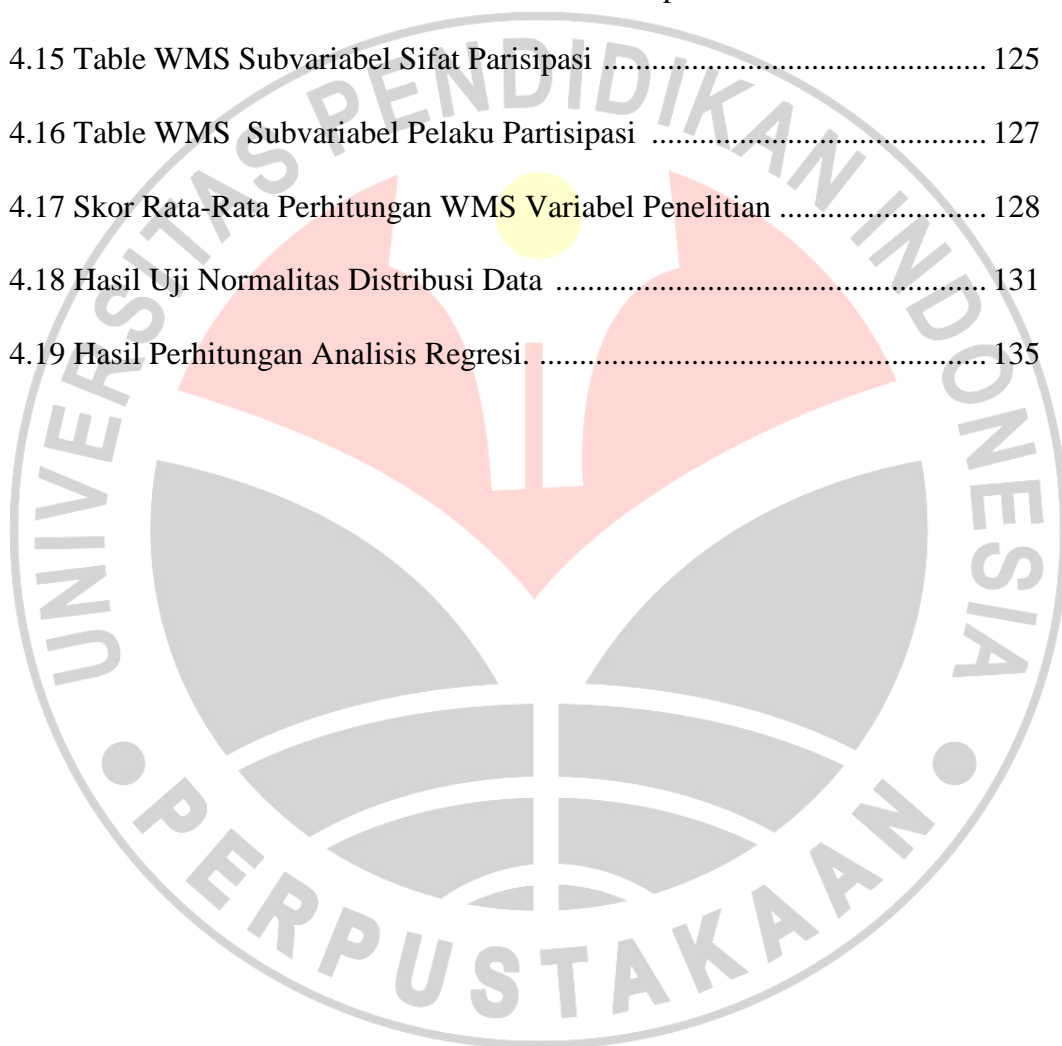 4.15 Table WMS Subvariabel Sifat Parisipasi ................................................. 125
4.16 Table WMS  Subvariabel Pelaku Partisipasi ........................................... 127
4.17 Skor Rata-Rata Perhitungan WMS Variabel Penelitian .......................... 128
4.18 Hasil Uji Normalitas Distribusi Data ....................................................... 131
4.19 Hasil Perhitungan Analisis Regresi. ......................................................... 135
UNIVERSITAS PENDIDIKAN INDONESIA
PERPUSTAKAAN